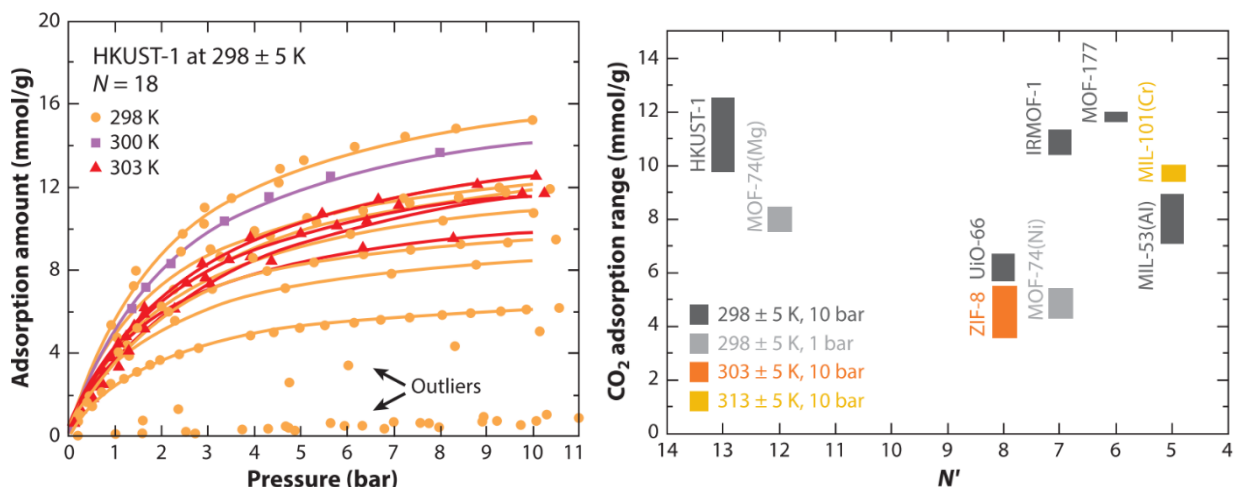 20
16
12
8
4
0
Adsorption amount (mmol/g)
HKUST-1 at 298 ± 5 K
N = 18
298 K
300 K
303 K
Outliers
0 1 2 3 4 5 6 7 8 9 10 11
Pressure (bar)
14
12
10
8
6
4
2
0
CO₂ adsorption range (mmol/g)
HKUST-1
MOF-74(Mg)
UiO-66
ZIF-8
IRMOF-1
MOF-74(Ni)
MOF-177
MIL-101(Cr)
MIL-53(Al)
298 ± 5 K, 10 bar
298 ± 5 K, 1 bar
303 ± 5 K, 10 bar
313 ± 5 K, 10 bar
14 13 12 11 10 9 8 7 6 5 4
N'